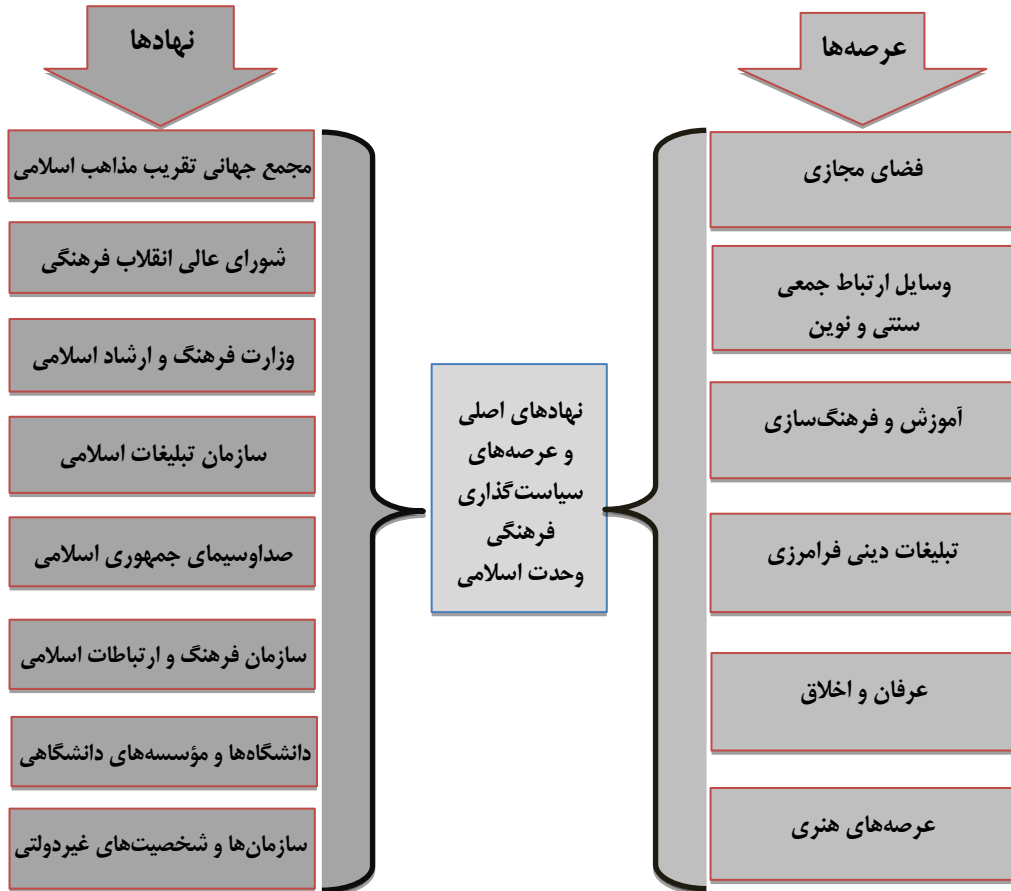 عرصه‌ها
فضای مجازی
وسایل ارتباط جمعی
سنتی و نوین
آموزش و فرهنگ‌سازی
تبلیغات دینی فرامرزی
عرفان و اخلاق
عرصه‌های هنری
نهادهای اصلی
و عرصه‌های
سیاست‌گذاری
فرهنگی
وحدت اسلامی
نهادها
مجمع جهانی تقریب مذاهب اسلامی
شورای عالی انقلاب فرهنگی
وزارت فرهنگ و ارشاد اسلامی
سازمان تبلیغات اسلامی
صداوسیمای جمهوری اسلامی
سازمان فرهنگ و ارتباطات اسلامی
دانشگاه‌ها و مؤسسه‌های دانشگاهی
سازمان‌ها و شخصیت‌های غیردولتی